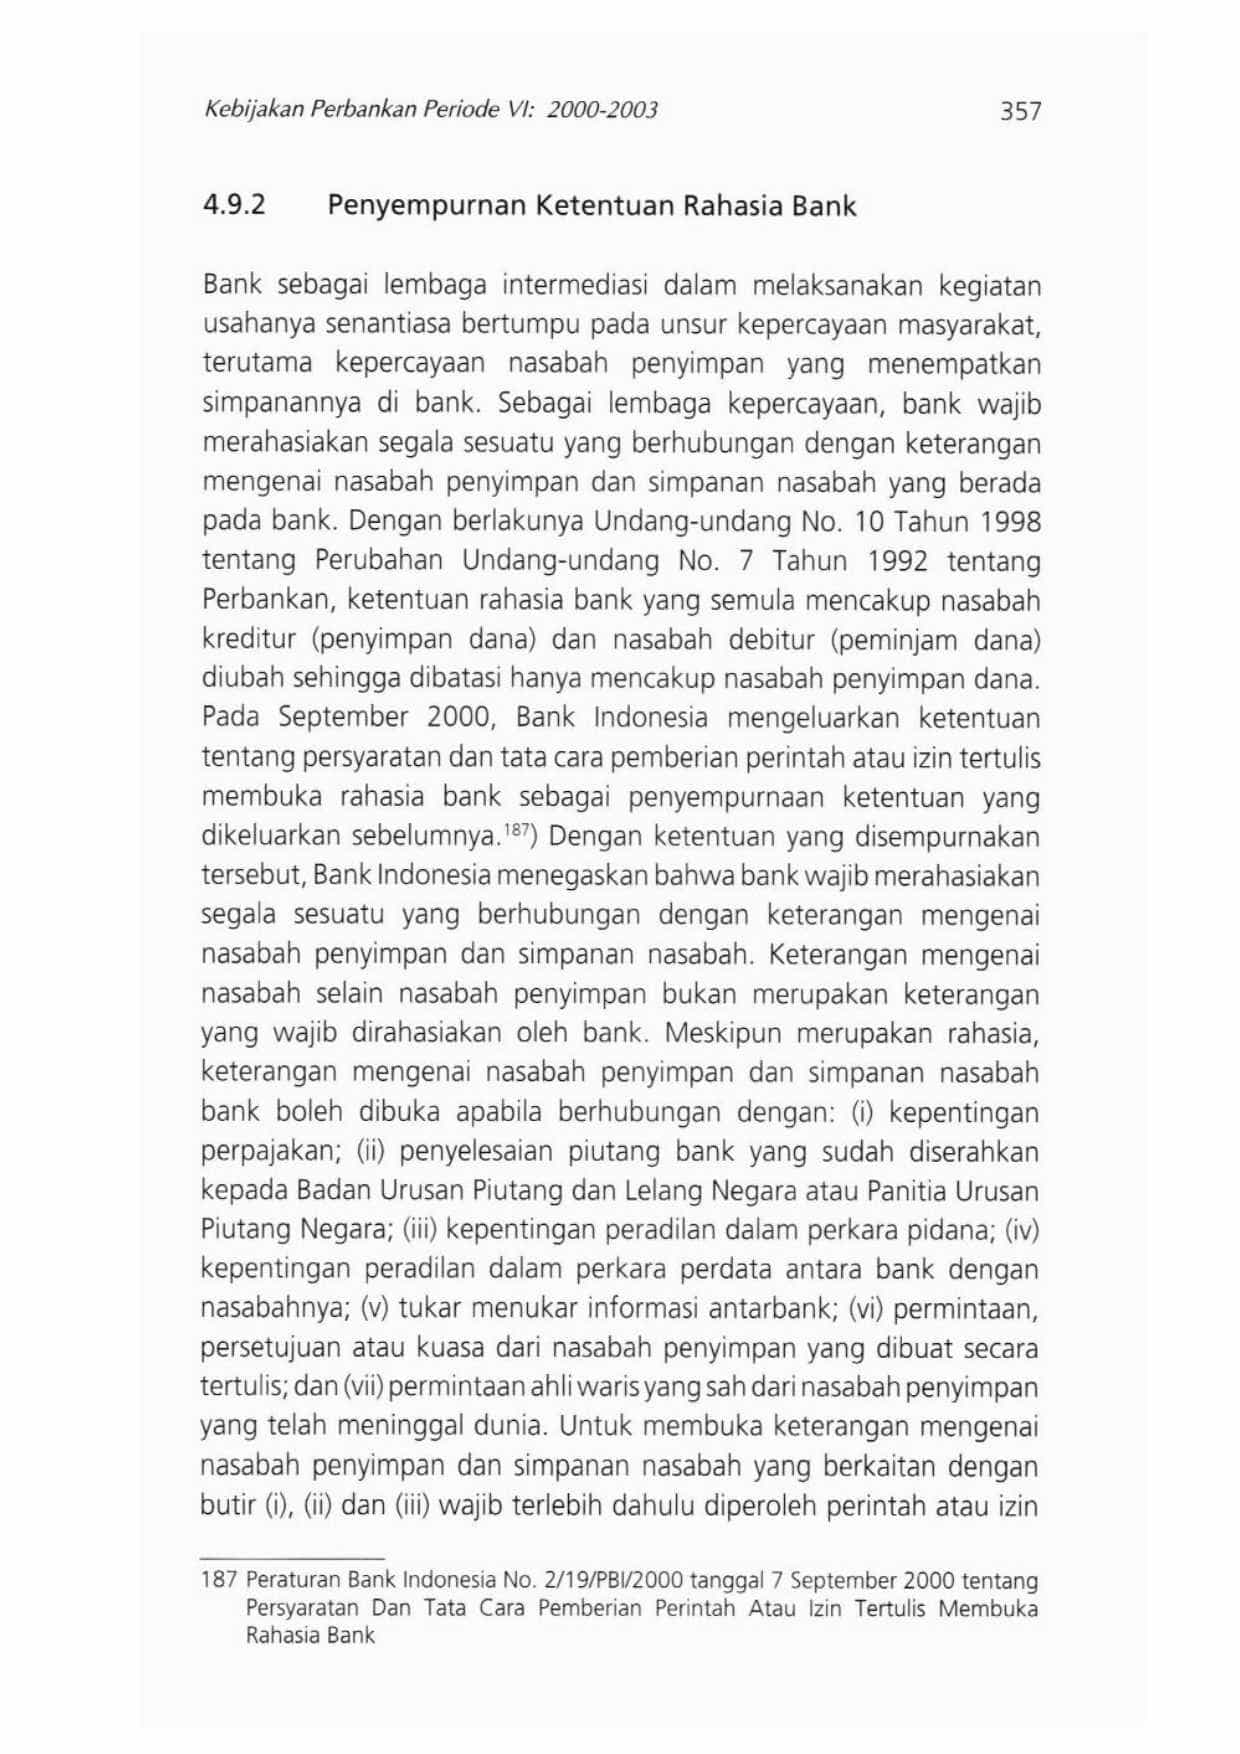 Kebijakan Perbankan Periode VI: 2000-2003 357
4.9.2 Penyempurnan Ketentuan Rahasia Bank
Bank sebagai lembaga intermediasi dalam melaksanakan kegiatan
usahanya senantiasa bertumpu pada unsur kepercayaan masyarakat,
terutama kepercayaan nasabah penyimpan yang menempatkan
simpanannya di bank. Sebagai lembaga kepercayaan, bank wajib
merahasiakan segala sesuatu yang berhubungan dengan keterangan
mengenai nasabah penyimpan dan simpanan nasabah yang berada
pada bank. Dengan berlakunya Undang-undang No. 10 Tahun 1998
tentang Perubahan Undang-undang No. 7 Tahun 1992 tentang
Perbankan, ketentuan rahasia bank yang semula mencakup nasabah
kreditur (penyimpan dana) dan nasabah debitur (peminjam dana)
diubah sehingga dibatasi hanya mencakup nasabah penyimpan dana.
Pada September 2000, Bank Indonesia mengeluarkan ketentuan
tentang persyaratan dan tata cara pemberian perintah atau izin tertulis
membuka rahasia bank sebagai penyempurnaan ketentuan yang
dikeluarkan sebelumnya.187) Dengan ketentuan yang disempurnakan
tersebut, Bank Indonesia menegaskan bahwa bank wajib merahasiakan
segala sesuatu yang berhubungan dengan keterangan mengenai
nasabah penyimpan dan simpanan nasabah. Keterangan mengenai
nasabah selain nasabah penyimpan bukan merupakan keterangan
yang wajib dirahasiakan oleh bank. Meskipun merupakan rahasia,
keterangan mengenai nasabah penyimpan dan simpanan nasabah
bank boleh dibuka apabila berhubungan dengan: (i) kepentingan
perpajakan; (ii) penyelesaian piutang bank yang sudah diserahkan
kepada Badan Urusan Piutang dan Lelang Negara atau Panitia Urusan
Piutang Negara; (iii) kepentingan peradilan dalam perkara pidana; (iv)
kepentingan peradilan dalam perkara perdata antara bank dengan
nasabahnya; (v) tukar menukar informasi antarbank; (vi) permintaan,
persetujuan atau kuasa dari nasabah penyimpan yang dibuat secara
tertulis; dan (vii) permintaan ahli waris yang sah dari nasabah penyimpan
yang telah meninggal dunia. Untuk membuka keterangan mengenai
nasabah penyimpan dan simpanan nasabah yang berkaitan dengan
butir (i), (ii) dan (iii) wajib terlebih dahulu diperoleh perintah atau izin
187 Peraturan Bank Indonesia No. 2/19/PBI/2000 tanggal 7 September 2000 tentang
Persyaratan Dan Tata Cara Pemberian Perintah Atau Izin Tertulis Membuka
Rahasia Bank